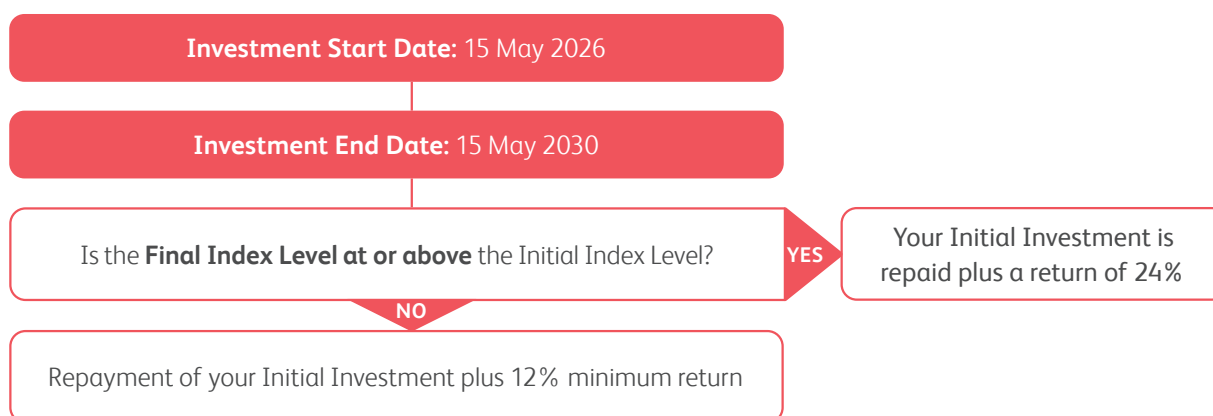 Investment Start Date: 15 May 2026
Investment End Date: 15 May 2030
Is the Final Index Level at or above the Initial Index Level?
YES
Your Initial Investment is
repaid plus a return of 24%
NO
Repayment of your Initial Investment plus 12% minimum return